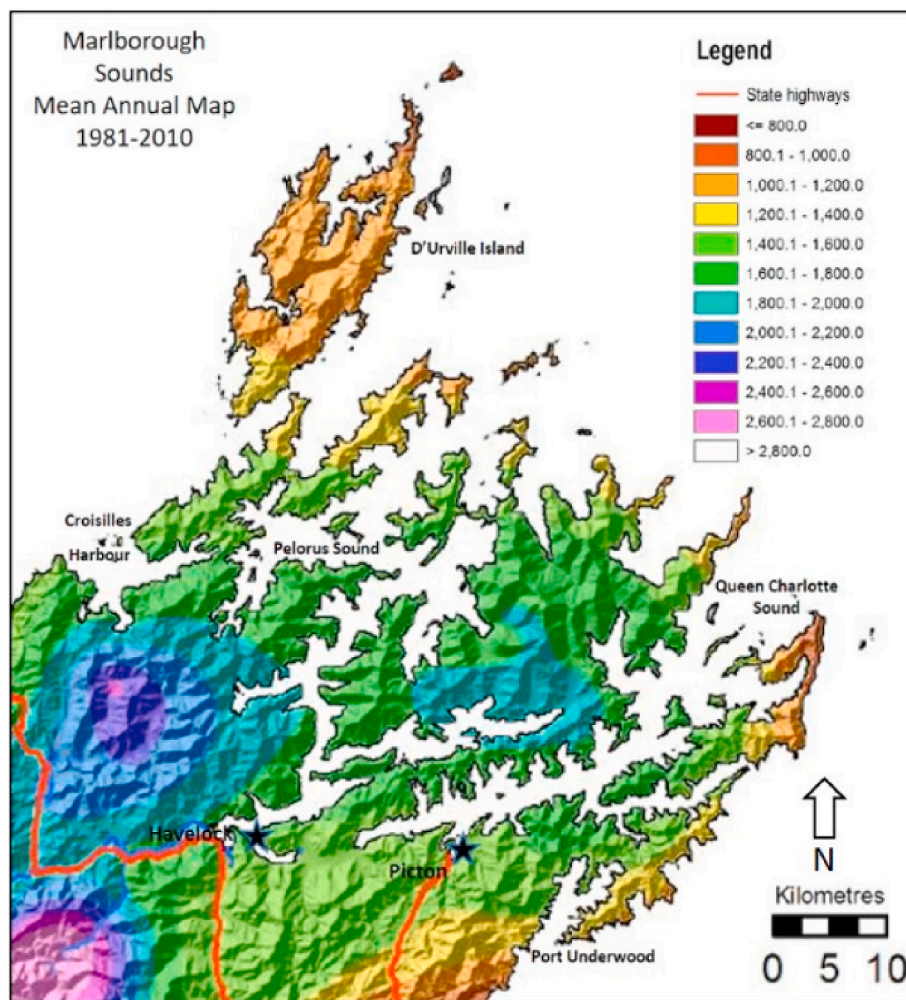 Marlborough
Sounds
Mean Annual Map
1981-2010
Legend
State highways
<= 800.0
800.1 - 1,000.0
1,000.1 - 1,200.0
1,200.1 - 1,400.0
1,400.1 - 1,600.0
1,600.1 - 1,800.0
1,800.1 - 2,000.0
2,000.1 - 2,200.0
2,200.1 - 2,400.0
2,400.1 - 2,600.0
2,600.1 - 2,800.0
> 2,800.0
D'Urville Island
Croisilles
Harbour
Pelorus Sound
Queen Charlotte
Sound
Havelock
Picton
Port Underwood
N
Kilometres
0 5 10